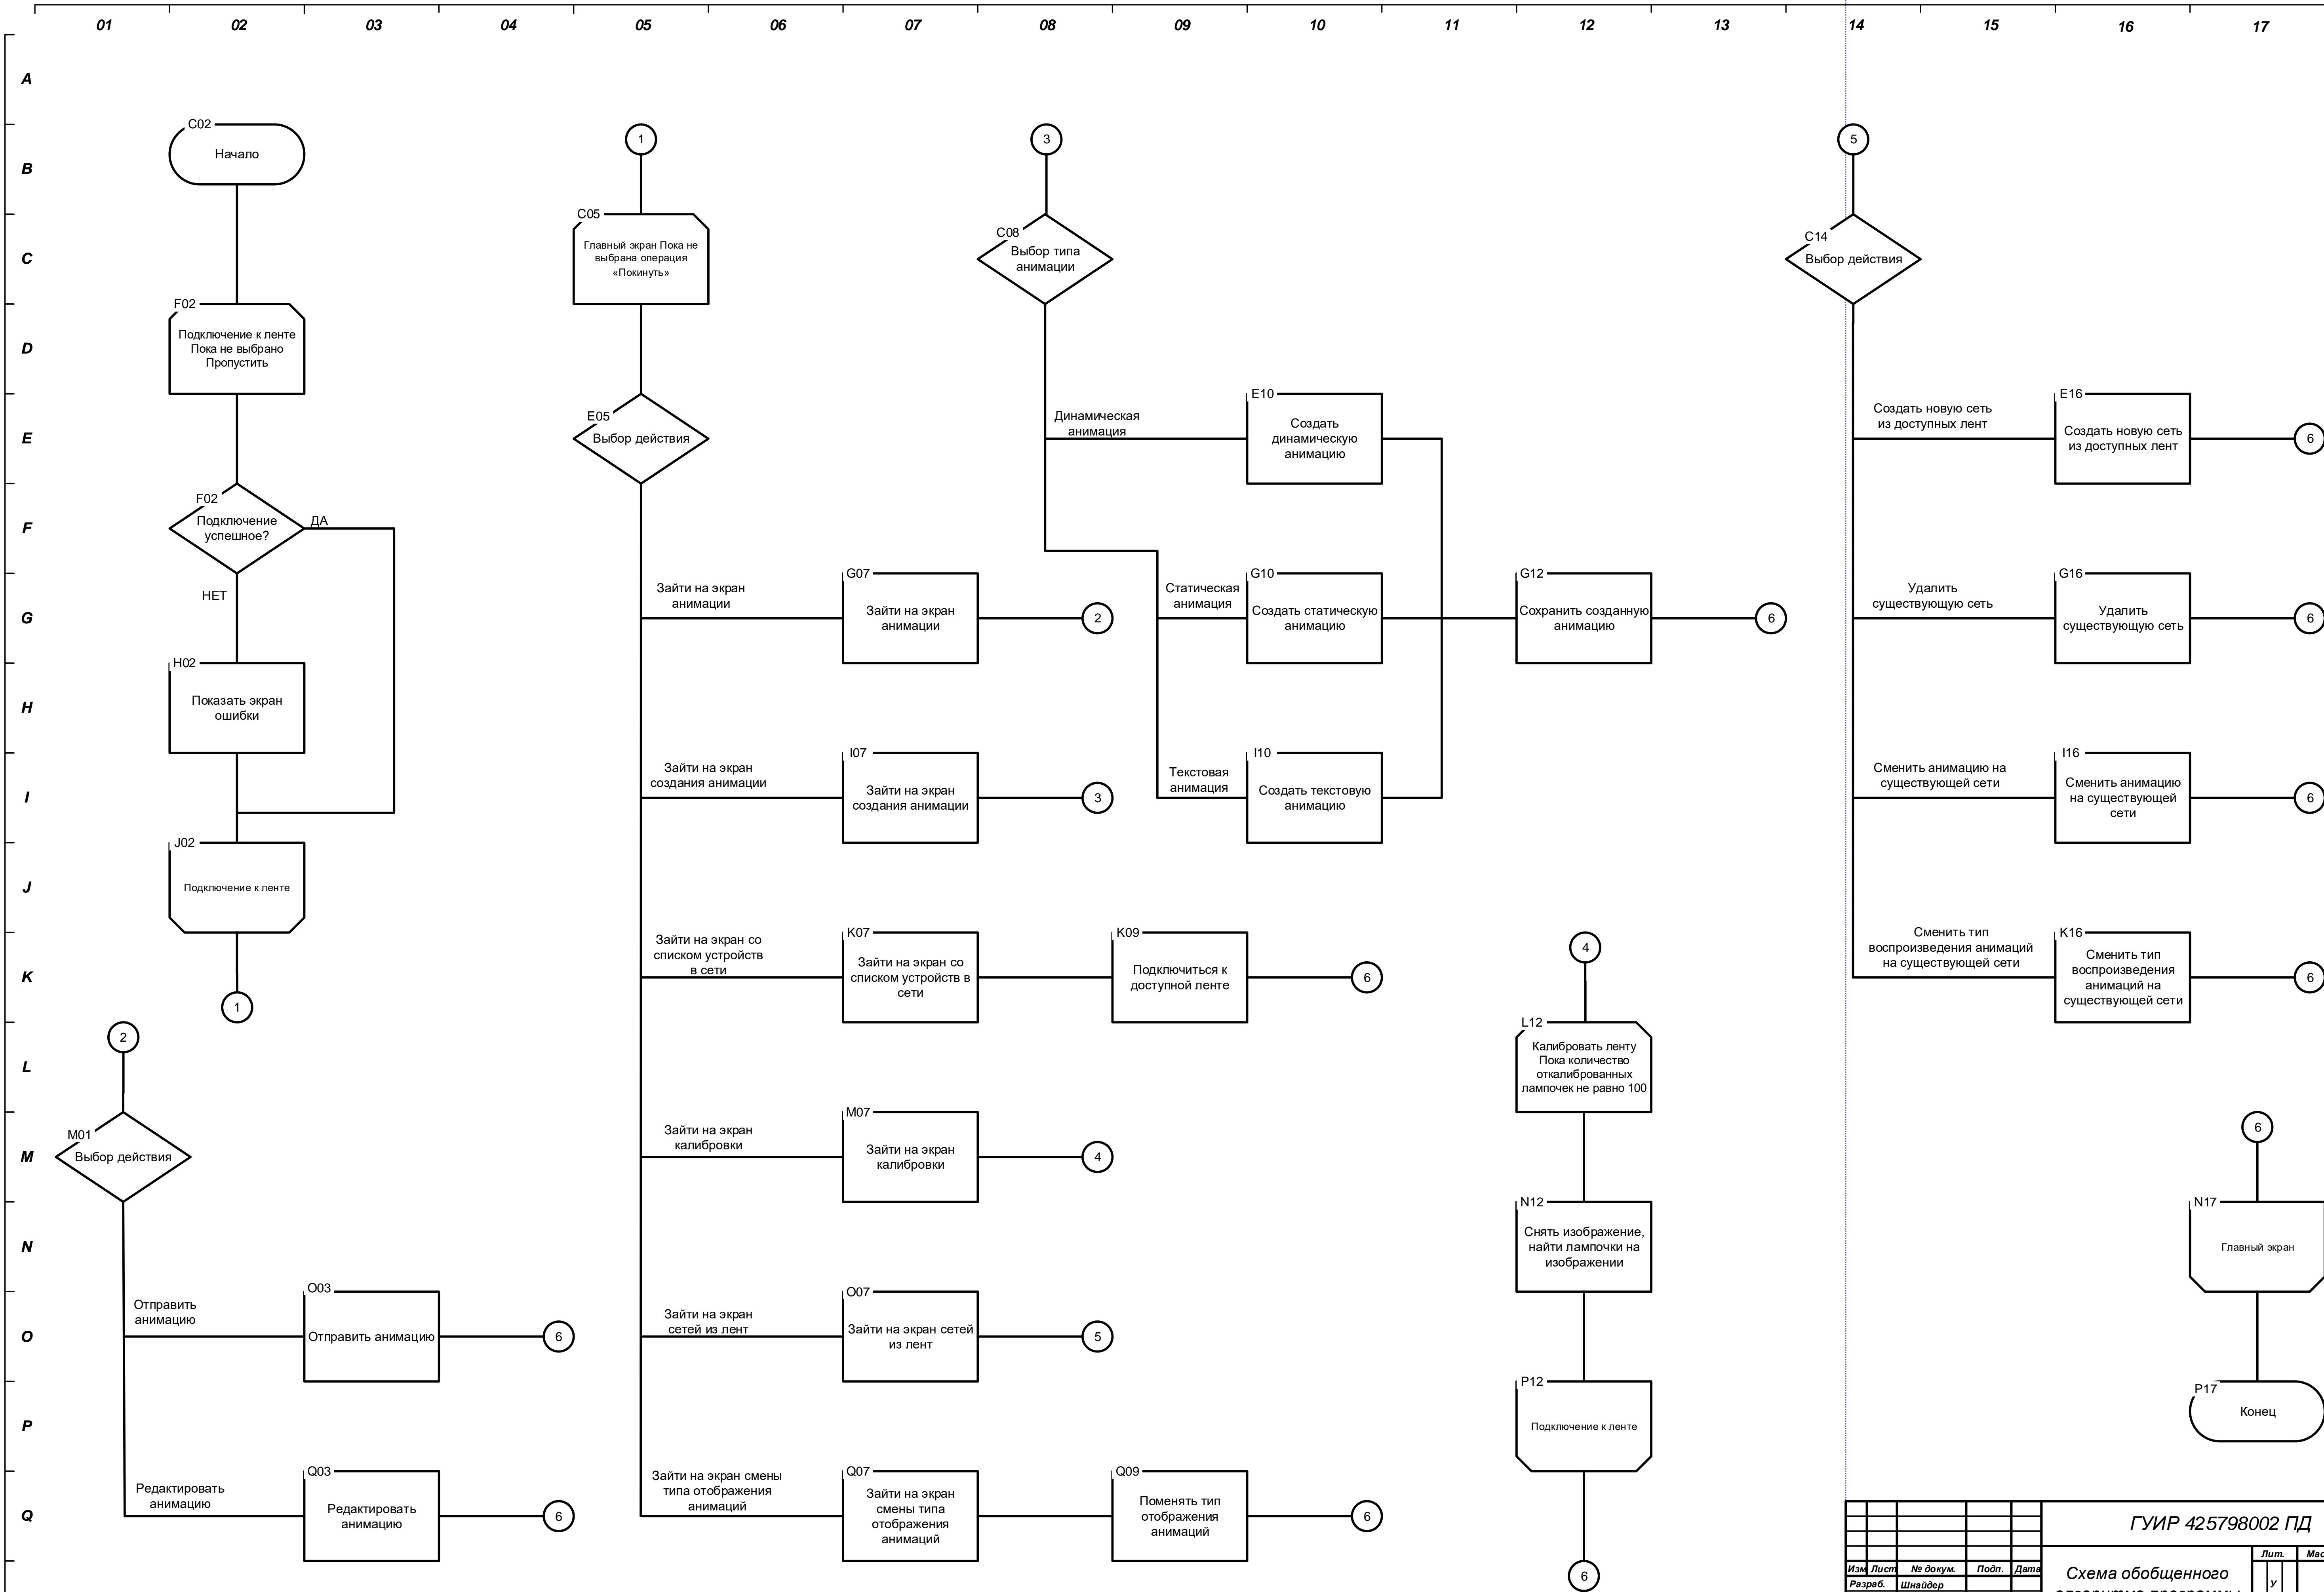 01 02 03 04 05 06 07 08 09 10 11 12 13 14 15 16 17
A
B
C
D
E
F
G
H
I
J
K
L
M
N
O
P
Q
C02
Начало
F02
Подключение к ленте
Пока не выбрано
Пропустить
F02
Подключение
успешное?
ДА
НЕТ
H02
Показать экран
ошибки
J02
Подключение к ленте
1
2
M01
Выбор действия
Отправить
анимацию
O03
Отправить анимацию
6
Редактировать
анимацию
Q03
Редактировать
анимацию
6
1
C05
Главный экран Пока не
выбрана операция
«Покинуть»
E05
Выбор действия
Зайти на экран
анимации
G07
Зайти на экран
анимации
2
Зайти на экран
создания анимации
I07
Зайти на экран
создания анимации
3
Зайти на экран со
списком устройств
в сети
K07
Зайти на экран со
списком устройств в
сети
K09
Подключиться к
доступной ленте
6
Зайти на экран
калибровки
M07
Зайти на экран
калибровки
4
Зайти на экран
сетей из лент
O07
Зайти на экран сетей
из лент
5
Зайти на экран смены
типа отображения
анимаций
Q07
Зайти на экран
смены типа
отображения
анимаций
Q09
Поменять тип
отображения
анимаций
6
3
C08
Выбор типа
анимации
Динамическая
анимация
E10
Создать
динамическую
анимацию
Статическая
анимация
G10
Создать статическую
анимацию
Текстовая
анимация
I10
Создать текстовую
анимацию
G12
Сохранить созданную
анимацию
6
4
L12
Калибровать ленту
Пока количество
откалиброванных
лампочек не равно 100
N12
Снять изображение,
найти лампочки на
изображении
P12
Подключение к ленте
6
5
C14
Выбор действия
Создать новую сеть
из доступных лент
E16
Создать новую сеть
из доступных лент
6
Удалить
существующую сеть
G16
Удалить
существующую сеть
6
Сменить анимацию на
существующей сети
I16
Сменить анимацию
на существующей
сети
6
Сменить тип
воспроизведения анимаций
на существующей сети
K16
Сменить тип
воспроизведения
анимаций на
существующей сети
6
6
N17
Главный экран
P17
Конец
ГУИР 425798002 ПД
Изм Лист № докум. Подп. Дата
Разраб. Шнайдер
Схема обобщенного
Лит.
У